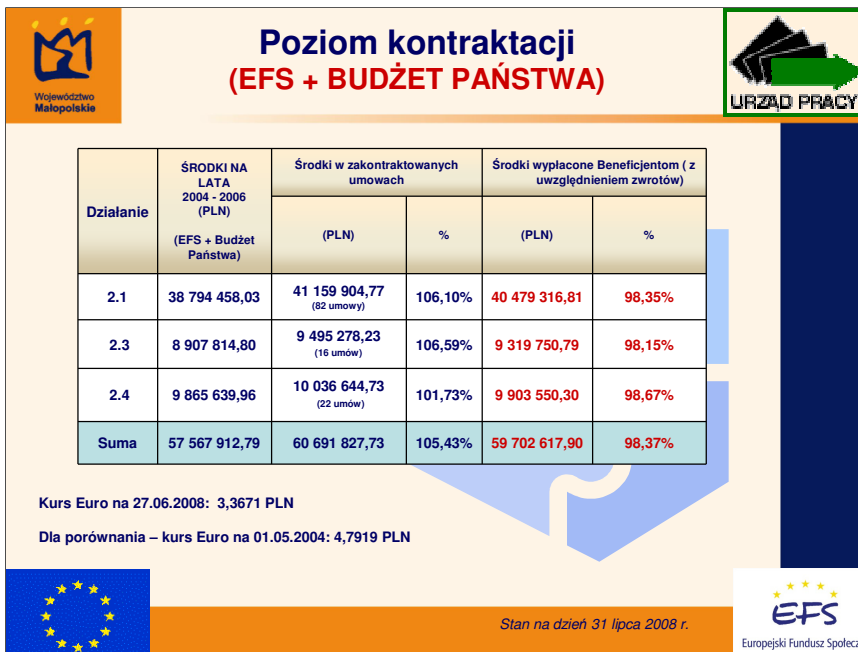 Poziom kontraktacji
(EFS + BUDŻET PAŃSTWA)
Województwo
Małopolskie
URZĄD PRACY
Działanie
ŚRODKI NA
LATA
2004 - 2006
(PLN)
(EFS + Budżet
Państwa)
Środki w zakontraktowanych
umowach
Środki wypłacone Beneficjentom ( z
uwzględnieniem zwrotów)
(PLN) % (PLN) %
2.1 38 794 458,03 41 159 904,77 106,10% 40 479 316,81 98,35%
(82 umowy)
2.3 8 907 814,80 9 495 278,23 106,59% 9 319 750,79 98,15%
(16 umów)
2.4 9 865 639,96 10 036 644,73 101,73% 9 903 550,30 98,67%
(22 umów)
Suma 57 567 912,79 60 691 827,73 105,43% 59 702 617,90 98,37%
Kurs Euro na 27.06.2008: 3,3671 PLN
Dla porównania – kurs Euro na 01.05.2004: 4,7919 PLN
Stan na dzień 31 lipca 2008 r.
EFS
Europejski Fundusz Społecz